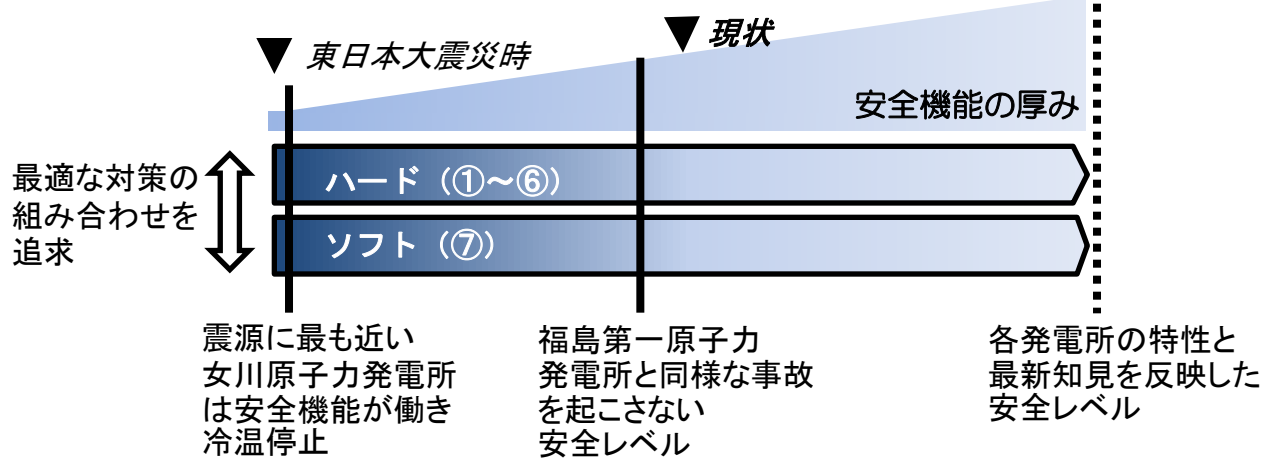 東日本大震災時
現状
安全機能の厚み
最適な対策の
組み合わせを
追求
ハード（①～⑥）
ソフト（⑦）
震源に最も近い
女川原子力発電所
は安全機能が働き
冷温停止
福島第一原子力
発電所と同様な事故
を起こさない
安全レベル
各発電所の特性と
最新知見を反映した
安全レベル